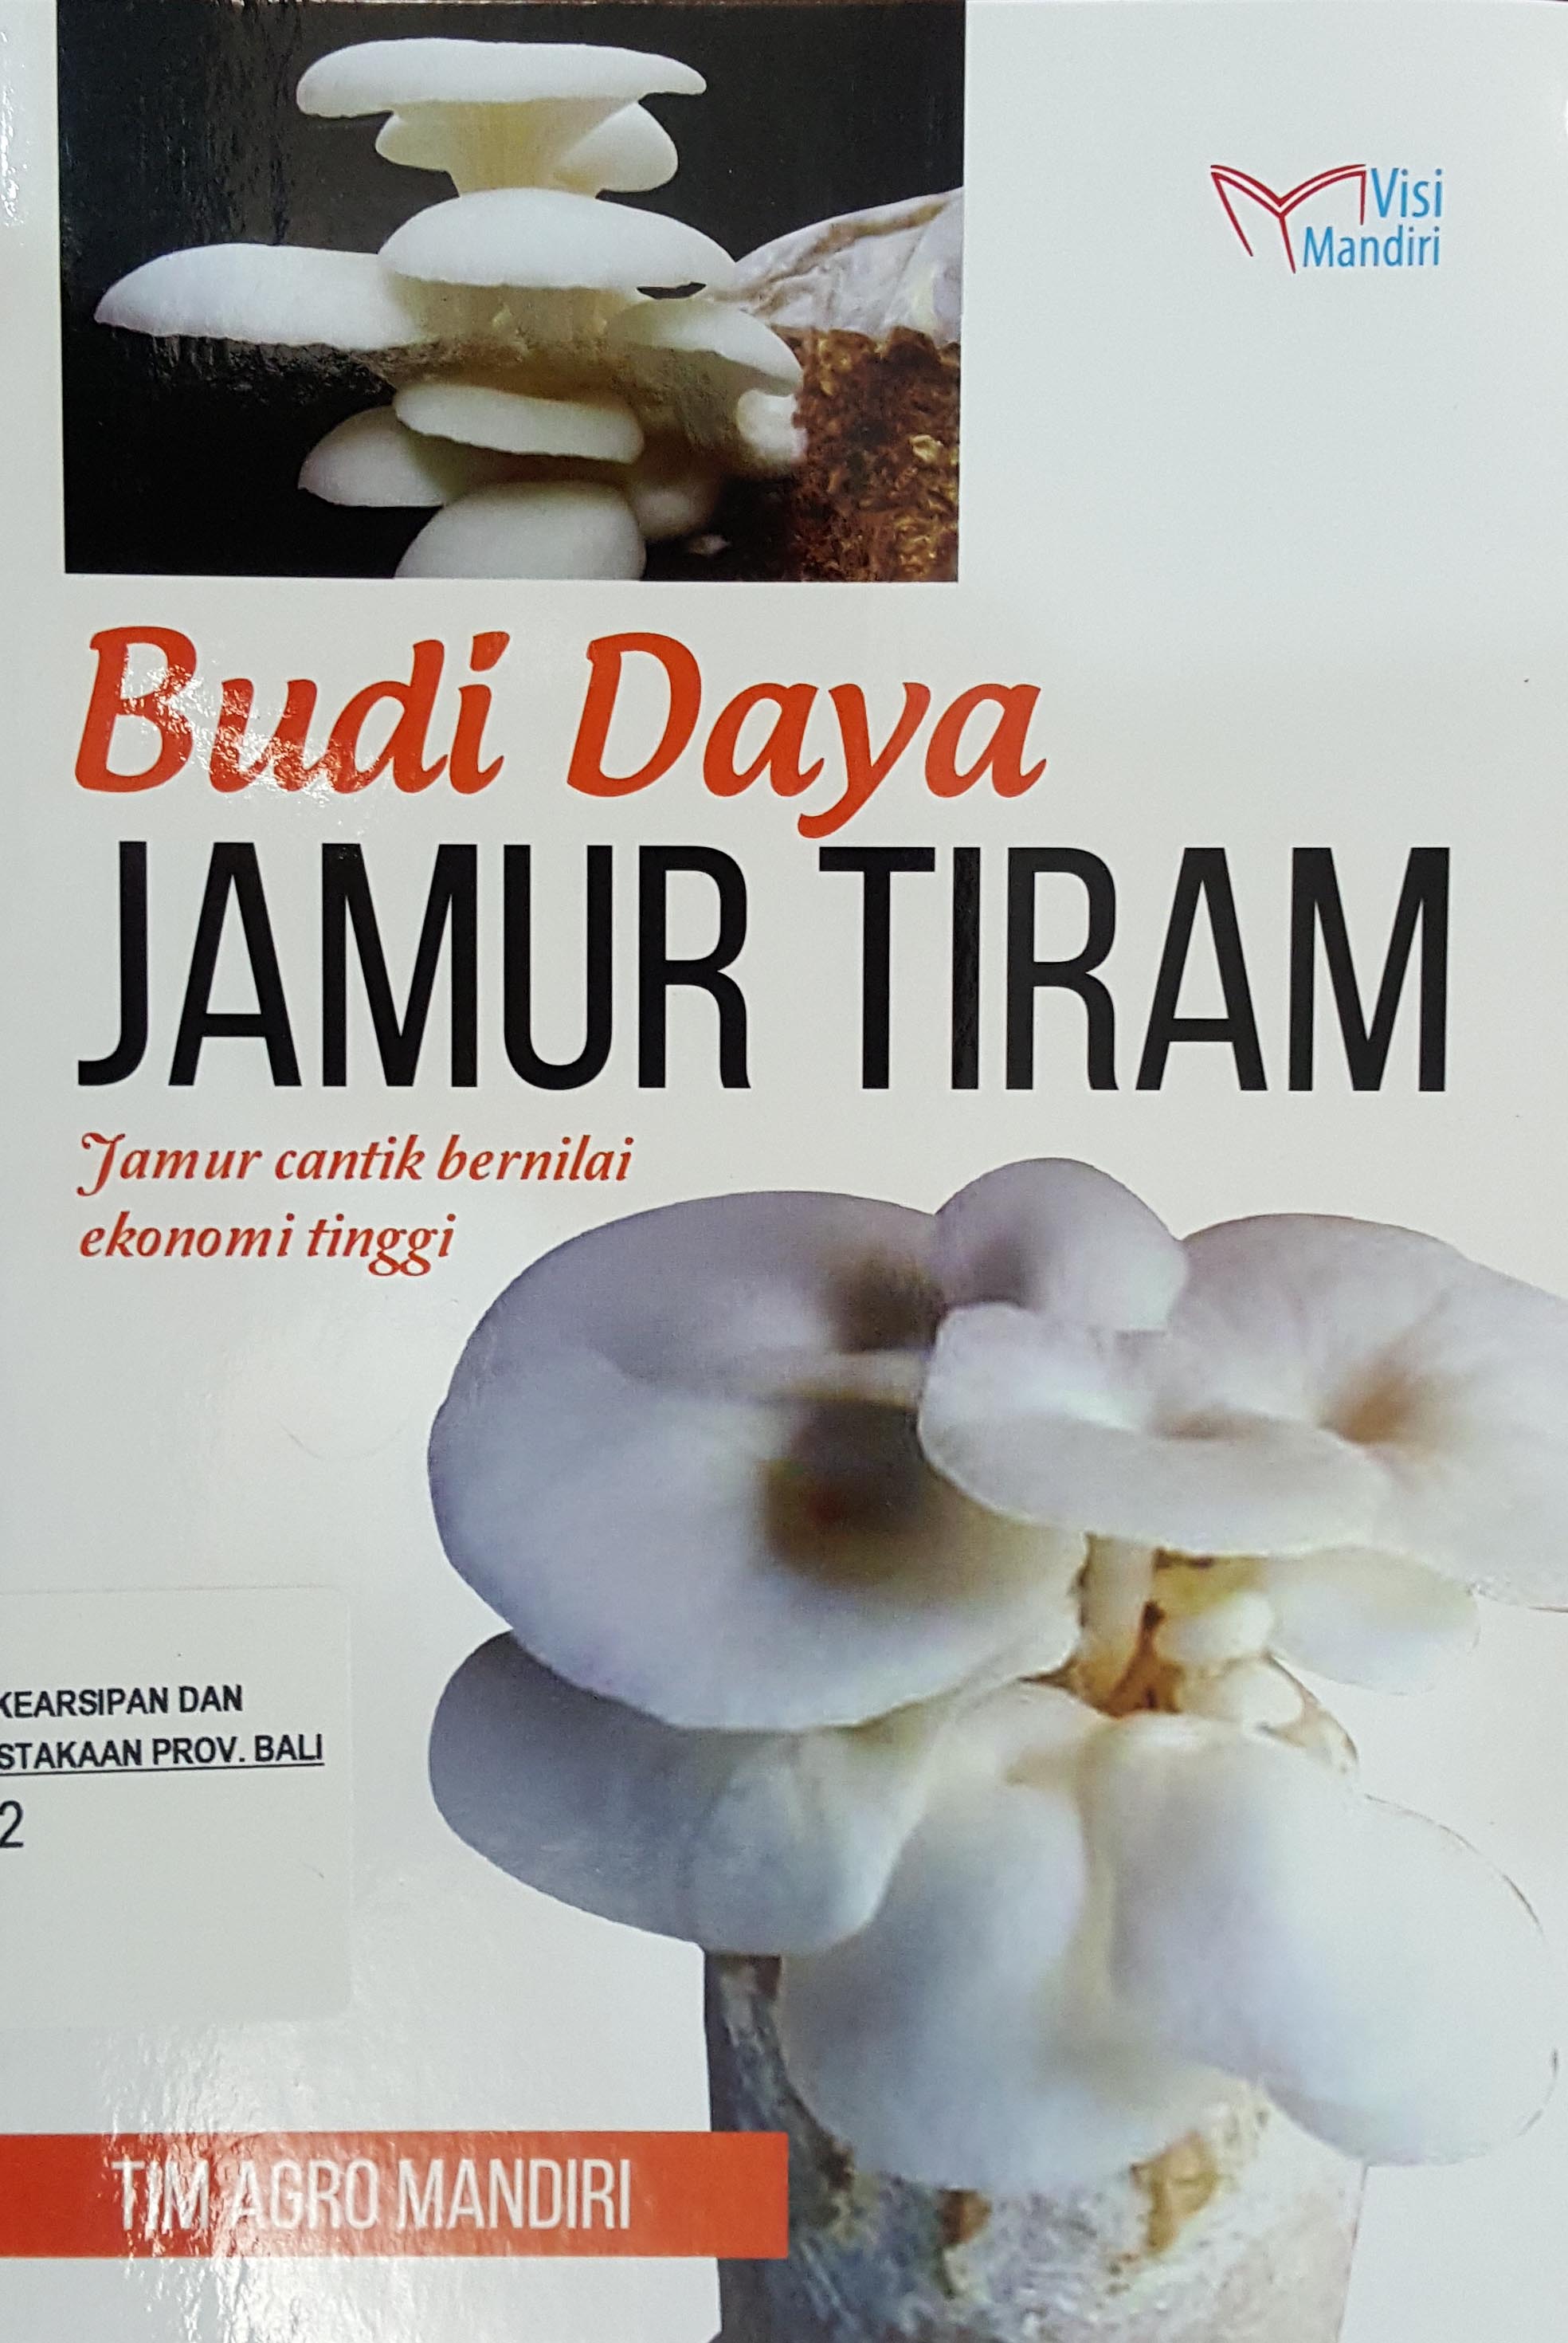 Visi
Mandiri
Budi Daya
JAMUR TIRAM
Jamur cantik bernilai
ekonomi tinggi
KEARSIPAN DAN
STAKAAN PROV. BALI
2
TIM AGRO MANDIRI